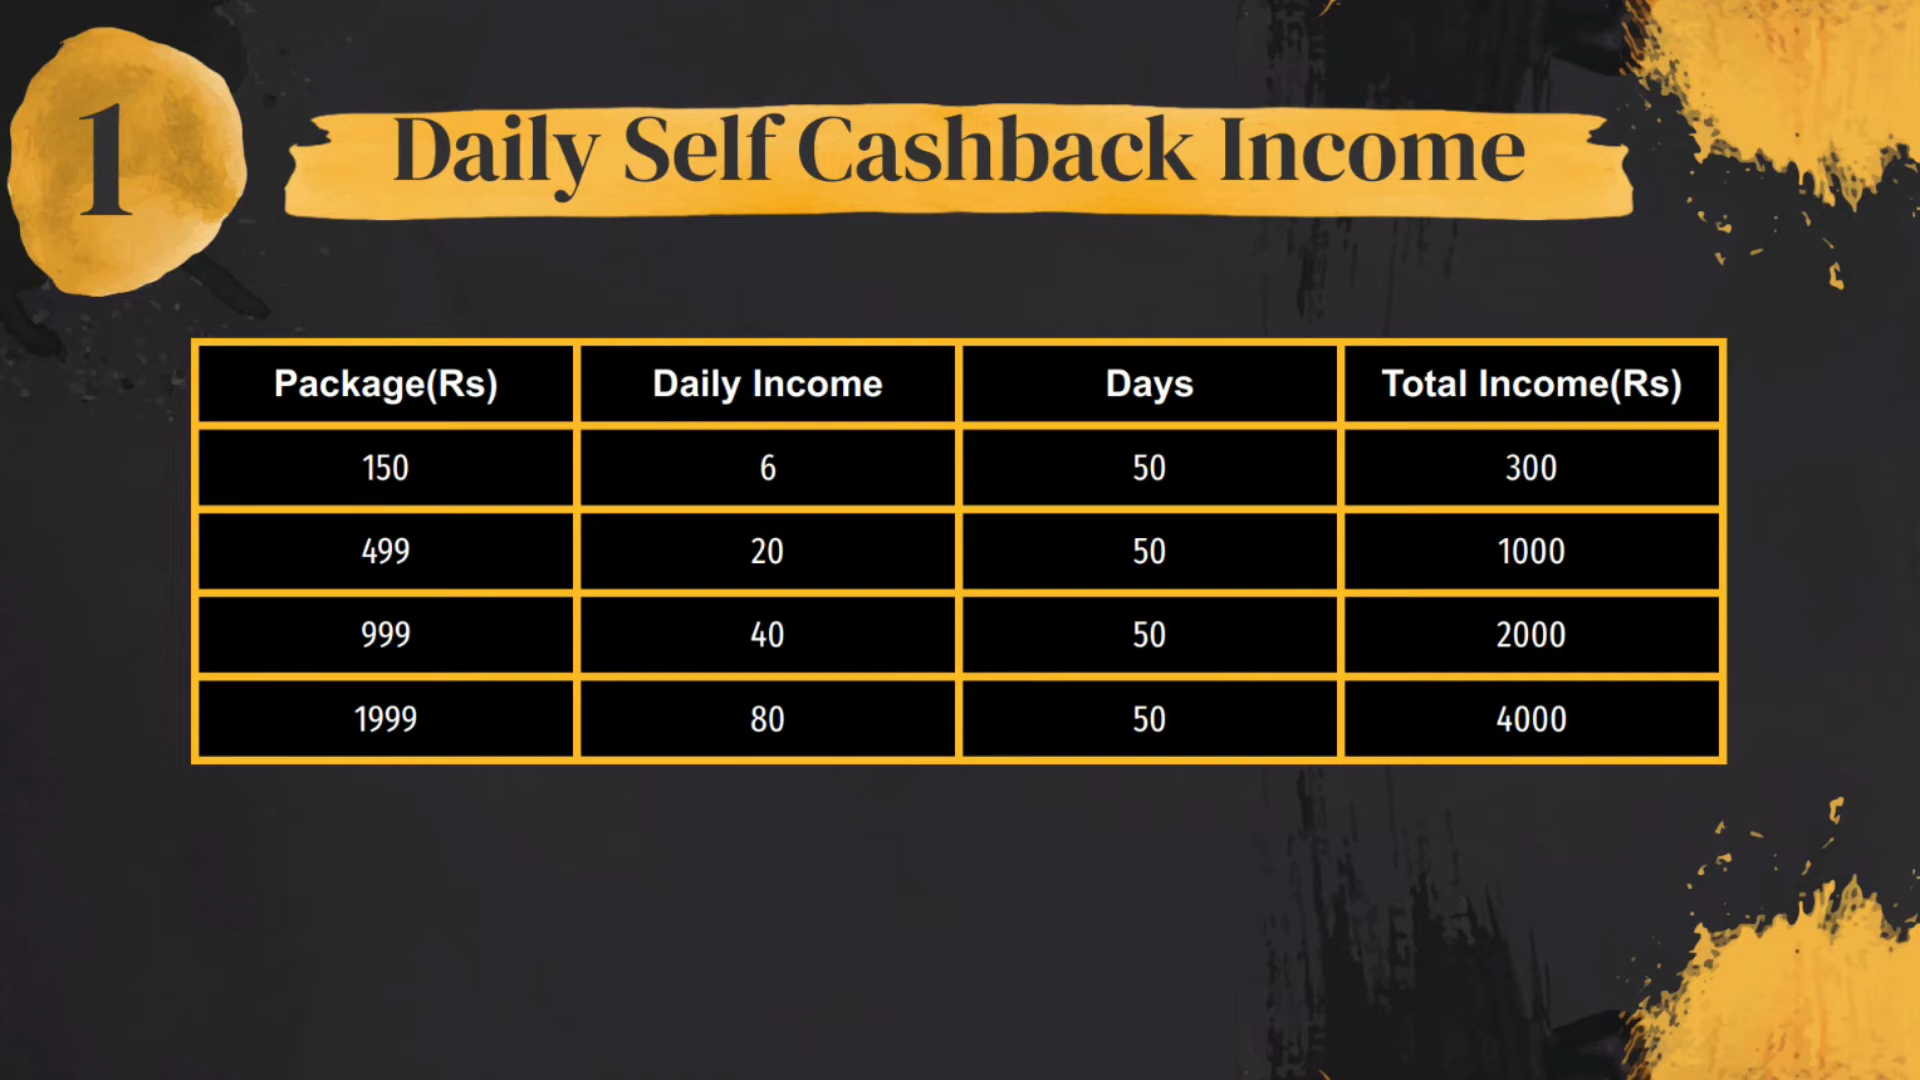 1
Daily Self Cashback Income
Package(Rs) Daily Income Days Total Income(Rs)
150 6 50 300
499 20 50 1000
999 40 50 2000
1999 80 50 4000